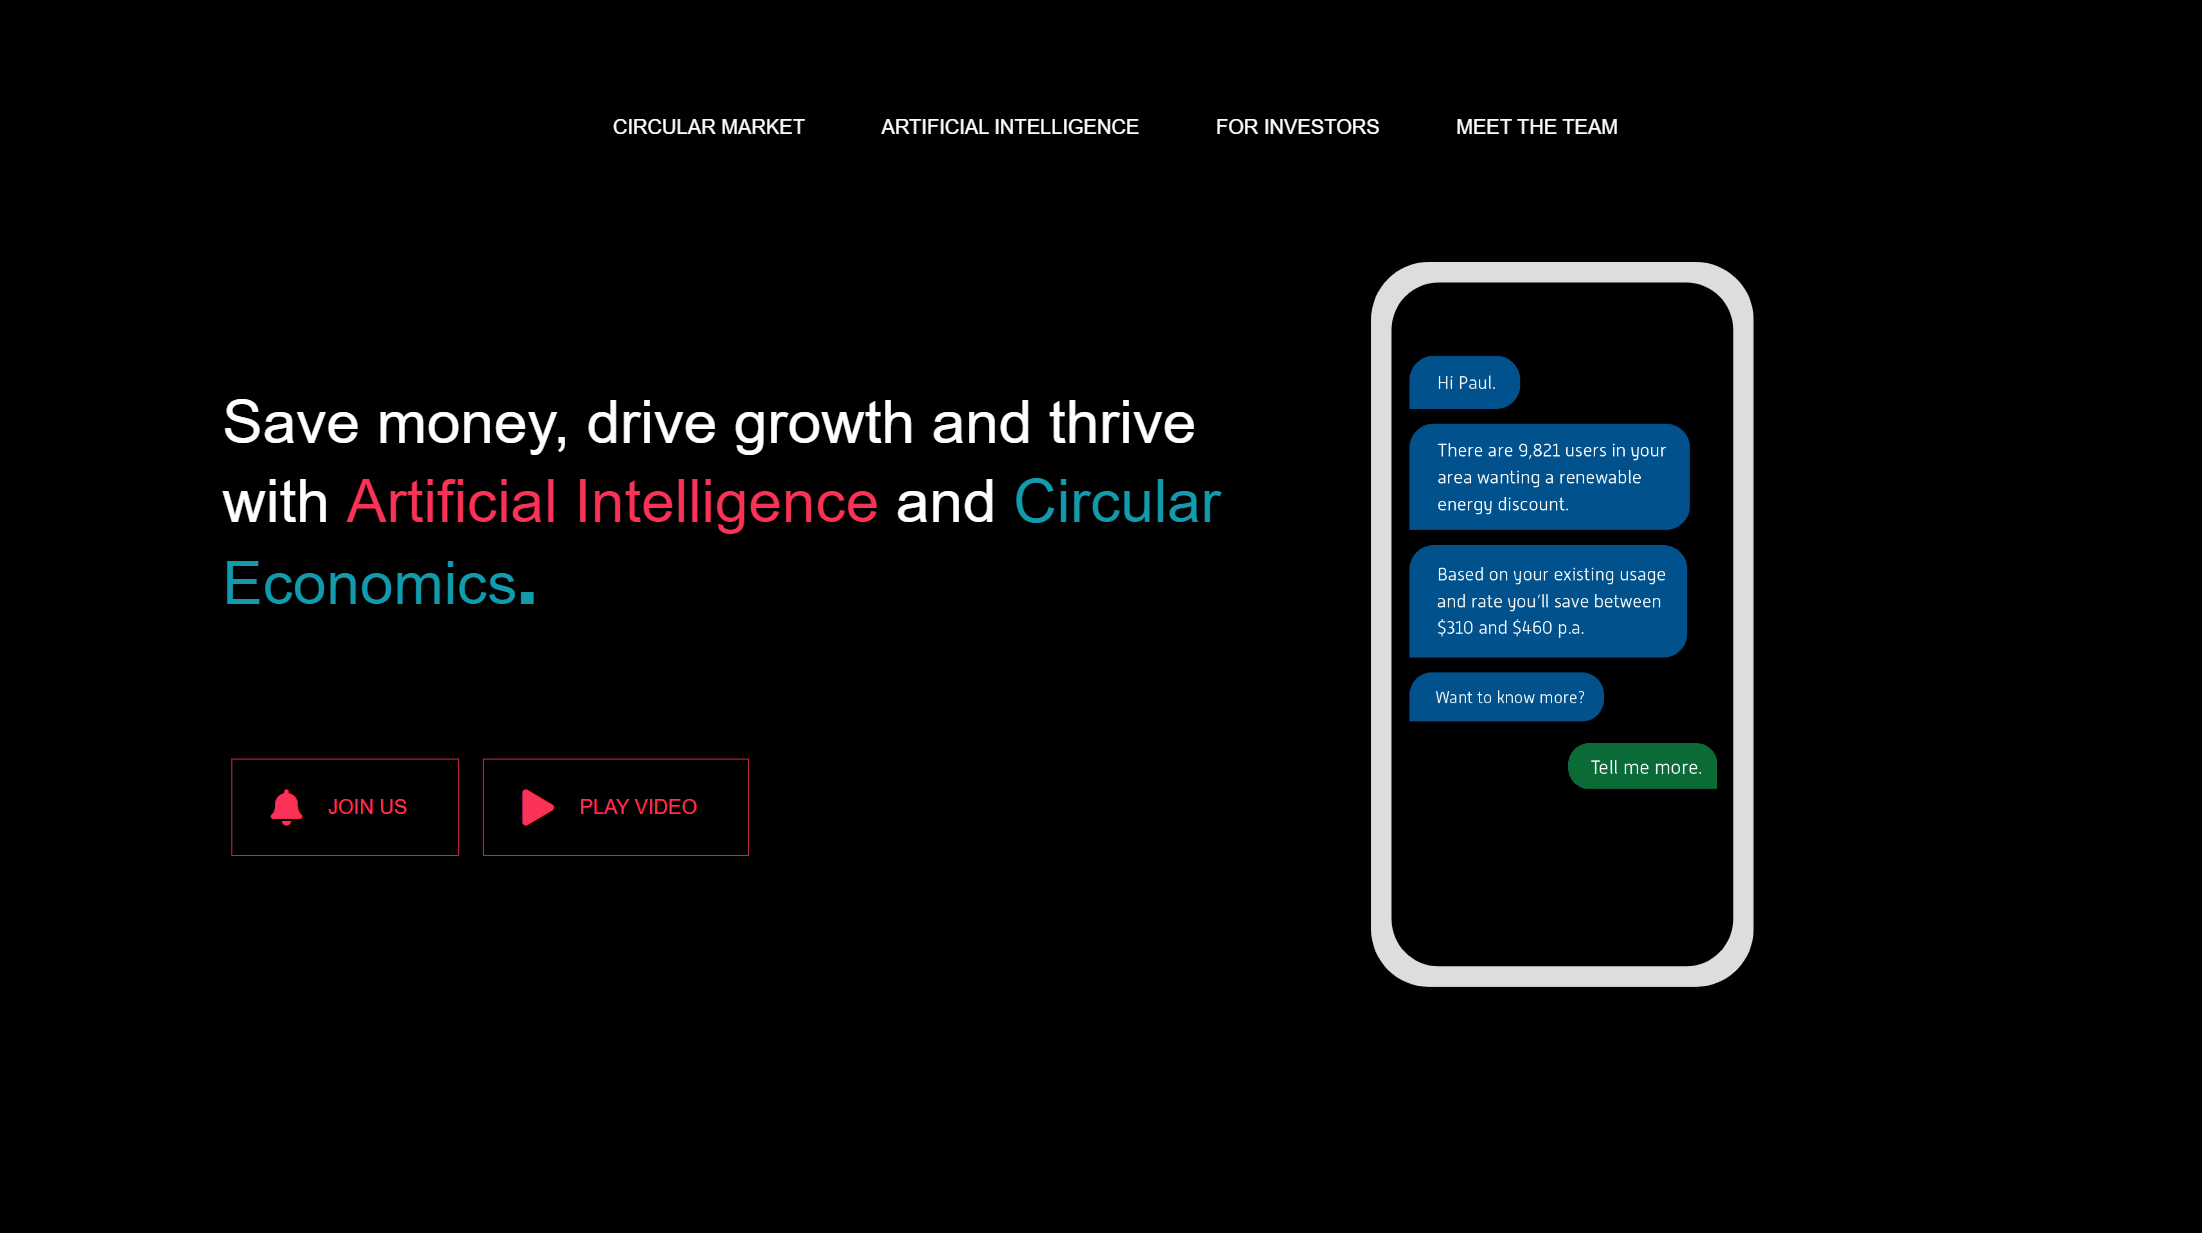 CIRCULAR MARKET ARTIFICIAL INTELLIGENCE FOR INVESTORS MEET THE TEAM
Save money, drive growth and thrive
with Artificial Intelligence and Circular
Economics.
JOIN US
PLAY VIDEO
Hi Paul.
There are 9,821 users in your
area wanting a renewable
energy discount.
Based on your existing usage
and rate you'll save between
$310 and $460 p.a.
Want to know more?
Tell me more.